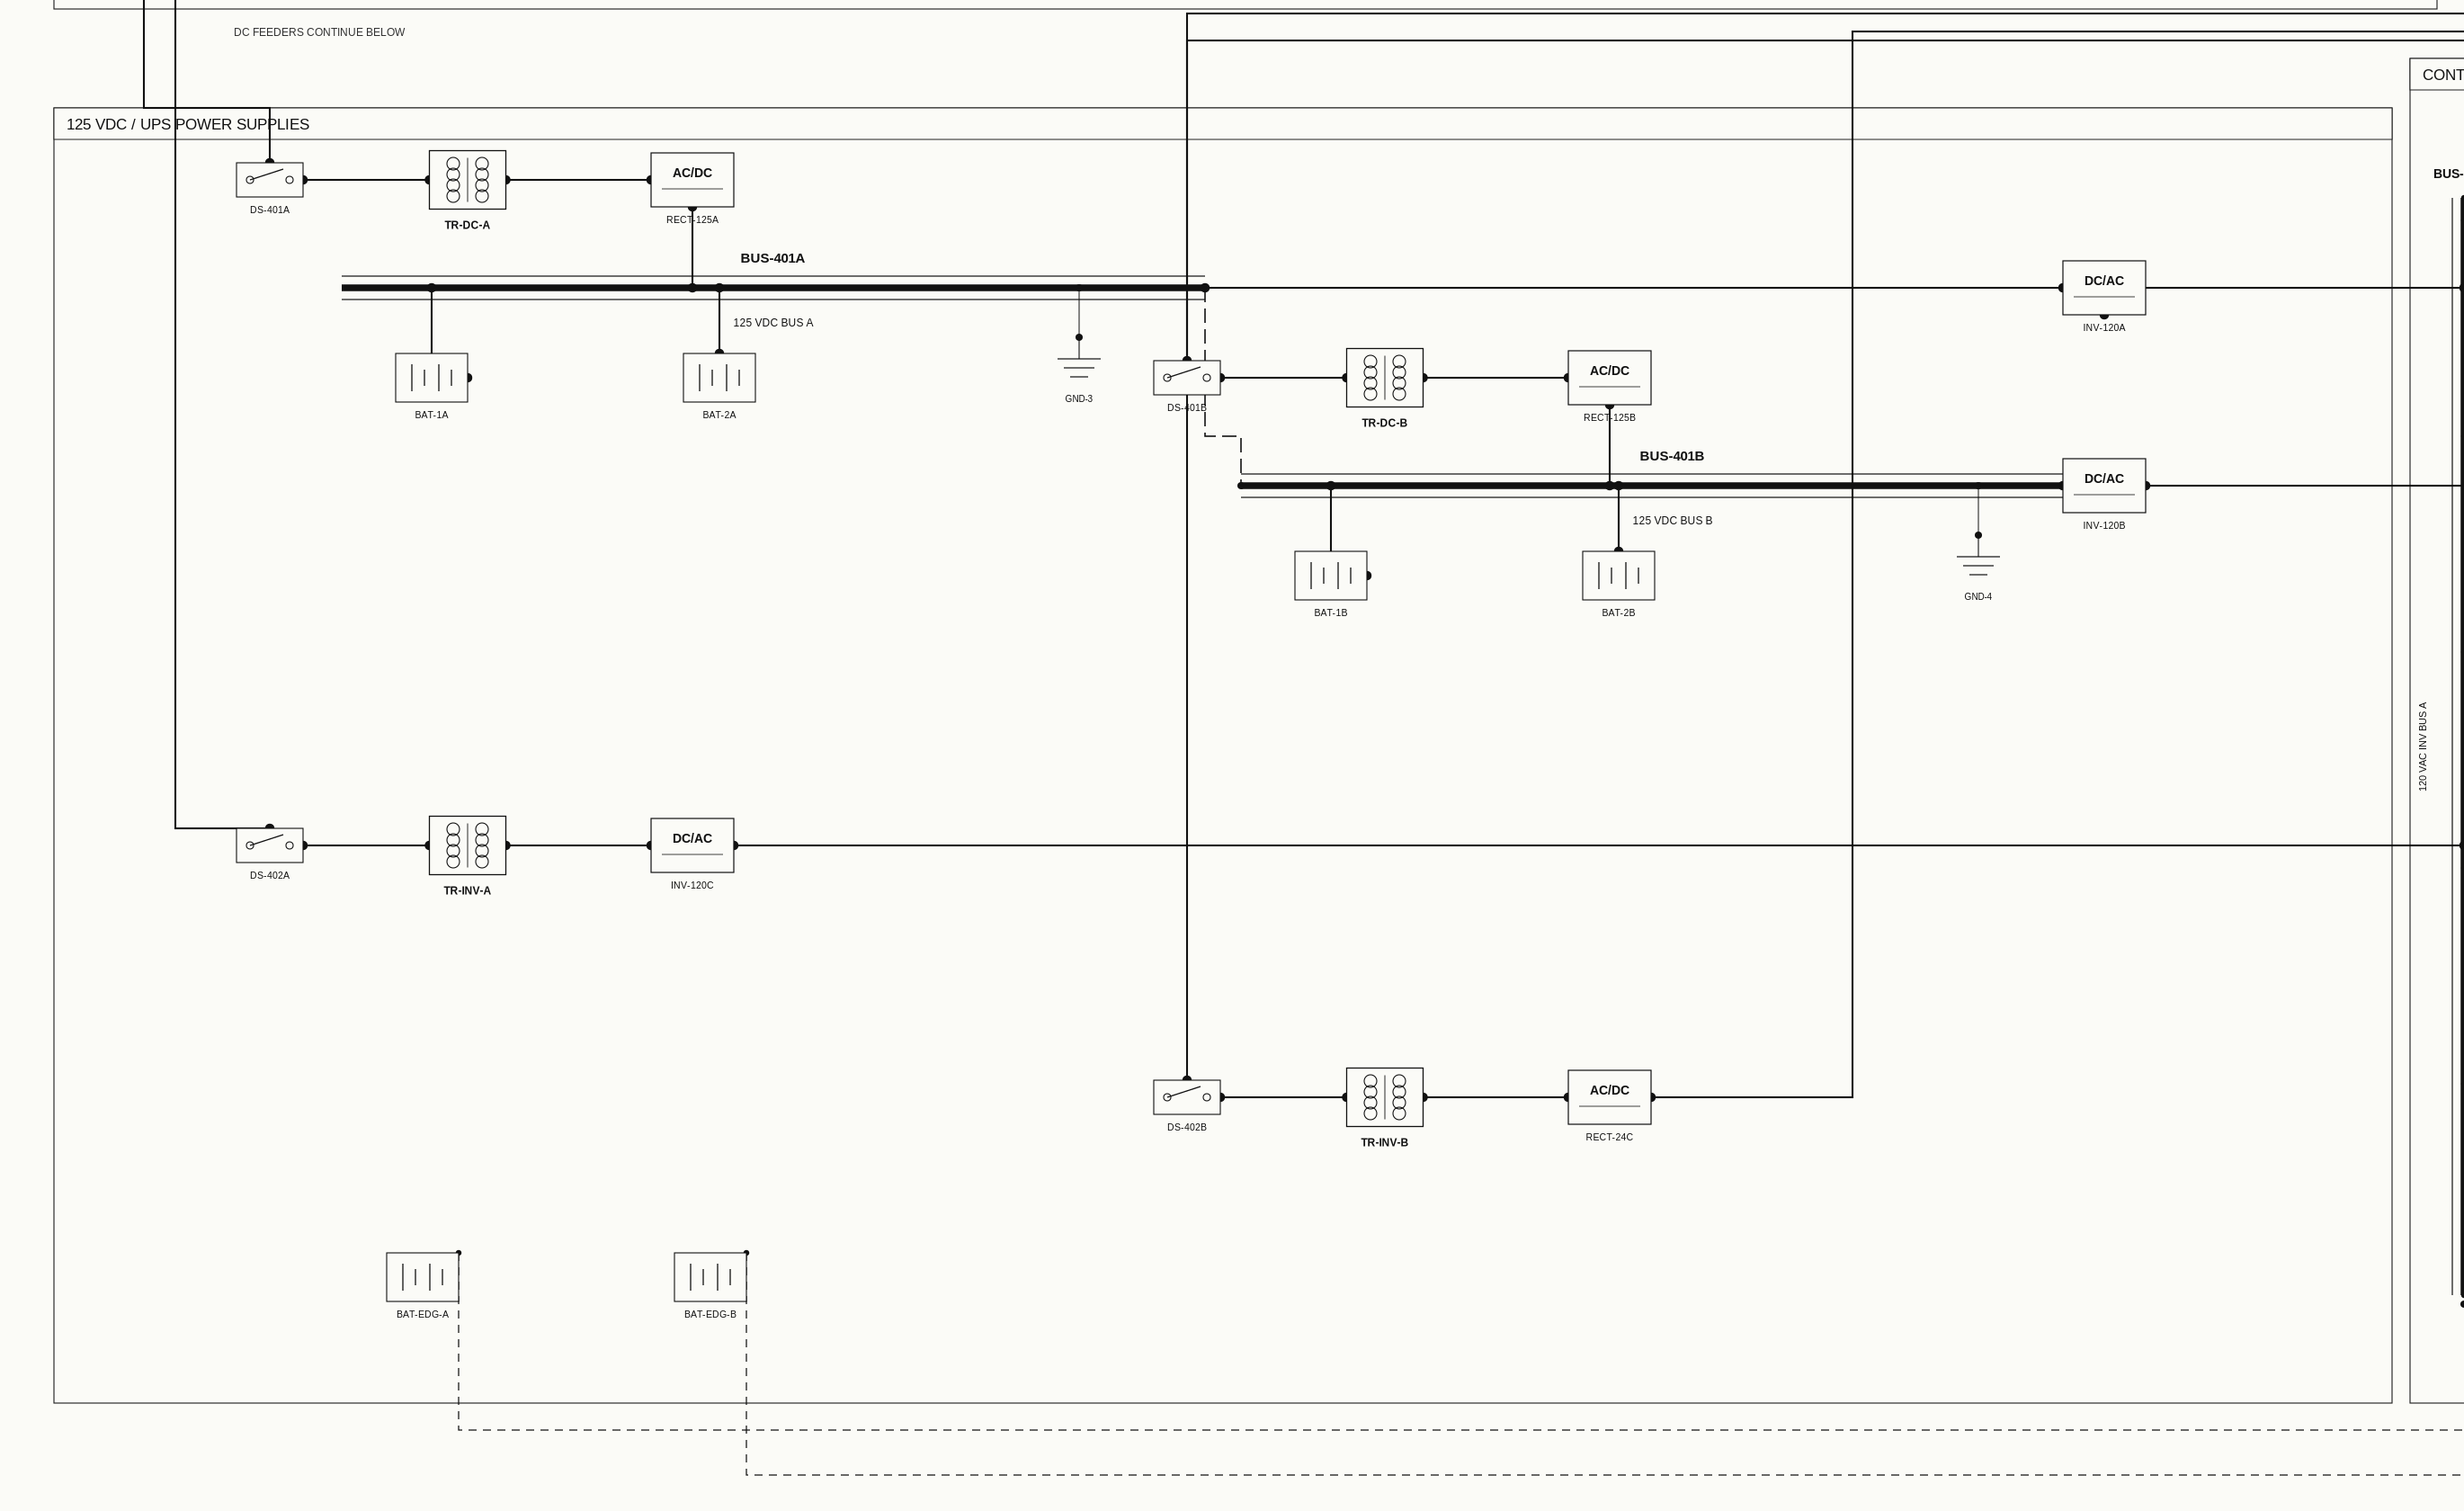 DC FEEDERS CONTINUE BELOW
CONT
125 VDC / UPS POWER SUPPLIES
AC/DC
BUS-
DS-401A
RECT-125A
TR-DC-A
BUS-401A
DC/AC
125 VDC BUS A
INV-120A
AC/DC
BAT-1A
BAT-2A
GND-3
DS-401B
RECT-125B
TR-DC-B
BUS-401B
DC/AC
125 VDC BUS B
INV-120B
GND-4
BAT-1B
BAT-2B
120 VAC INV BUS A
DC/AC
DS-402A
INV-120C
TR-INV-A
AC/DC
DS-402B
RECT-24C
TR-INV-B
BAT-EDG-A
BAT-EDG-B